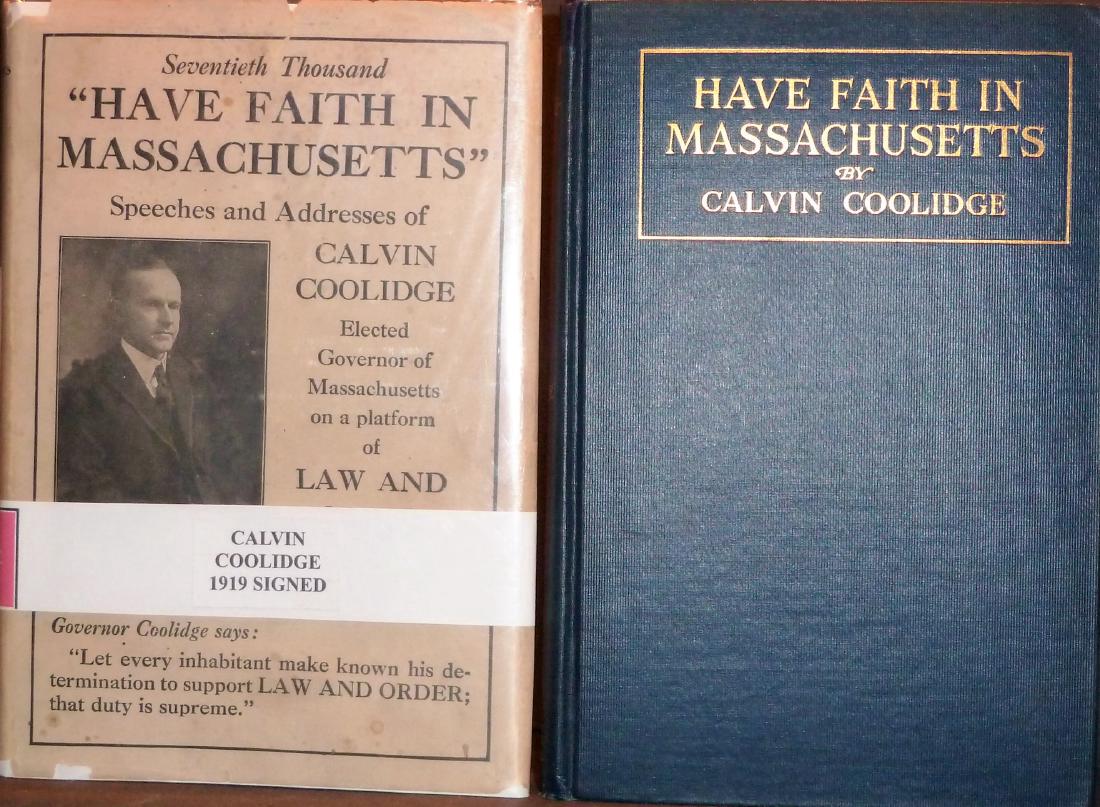 Seventieth Thousand
“HAVE FAITH IN
MASSACHUSETTS”
Speeches and Addresses of
CALVIN
COOLIDGE
Elected
Governor of
Massachusetts
on a platform
of
LAW AND
CALVIN
COOLIDGE
1919 SIGNED
Governor Coolidge says:
“Let every inhabitant make known his de-
termination to support LAW AND ORDER;
that duty is supreme.”
HAVE FAITH IN
MASSACHUSETTS
BY
CALVIN COOLIDGE